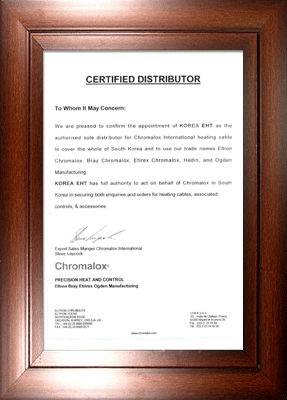 CERTIFIED DISTRIBUTOR
To Whom It May Concern:
We are pleased to confirm the appointment of KOREA EHT as the
authorised sole distributor for Chromalox International heating cable
to cover the whole of South Korea and to use our trade names Eltron
Chromalox, Bray Chromalox, Etirex Chromalox, Hedin, and Ogden
Manufacturing.
KOREA EHT has full authority to act on behalf of Chromalox in South
Korea in securing both enquiries and orders for heating cables, associated
controls, & accessories.
Export Sales Manger Chromalox International
Steve Laycock
Chromalox
PRECISION HEAT AND CONTROL
Eltron Bray Etirex Ogden Manufacturing
ELTRON CHROMALOX
www.chromalox.com